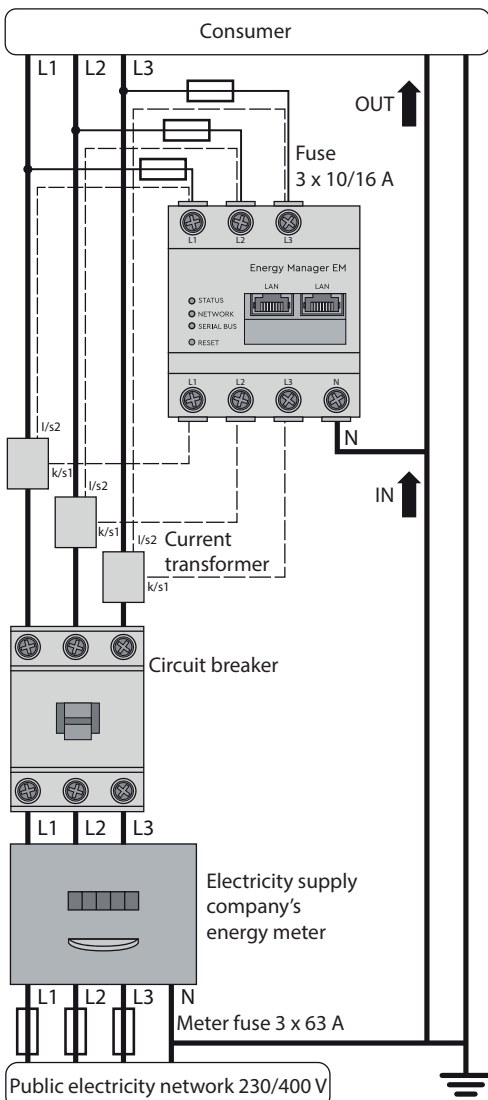 Consumer
L1 L2 L3
OUT
Fuse
3 x 10/16 A
L1 L2 L3
Energy Manager EM
LAN LAN
STATUS
NETWORK
SERIAL BUS
RESET
L1 L2 L3 N
N
l/s2
k/s1
IN
l/s2
k/s1
l/s2
Current
transformer
k/s1
Circuit breaker
L1 L2 L3
Electricity supply
company's
energy meter
L1 L2 L3 N
Meter fuse 3 x 63 A
Public electricity network 230/400 V